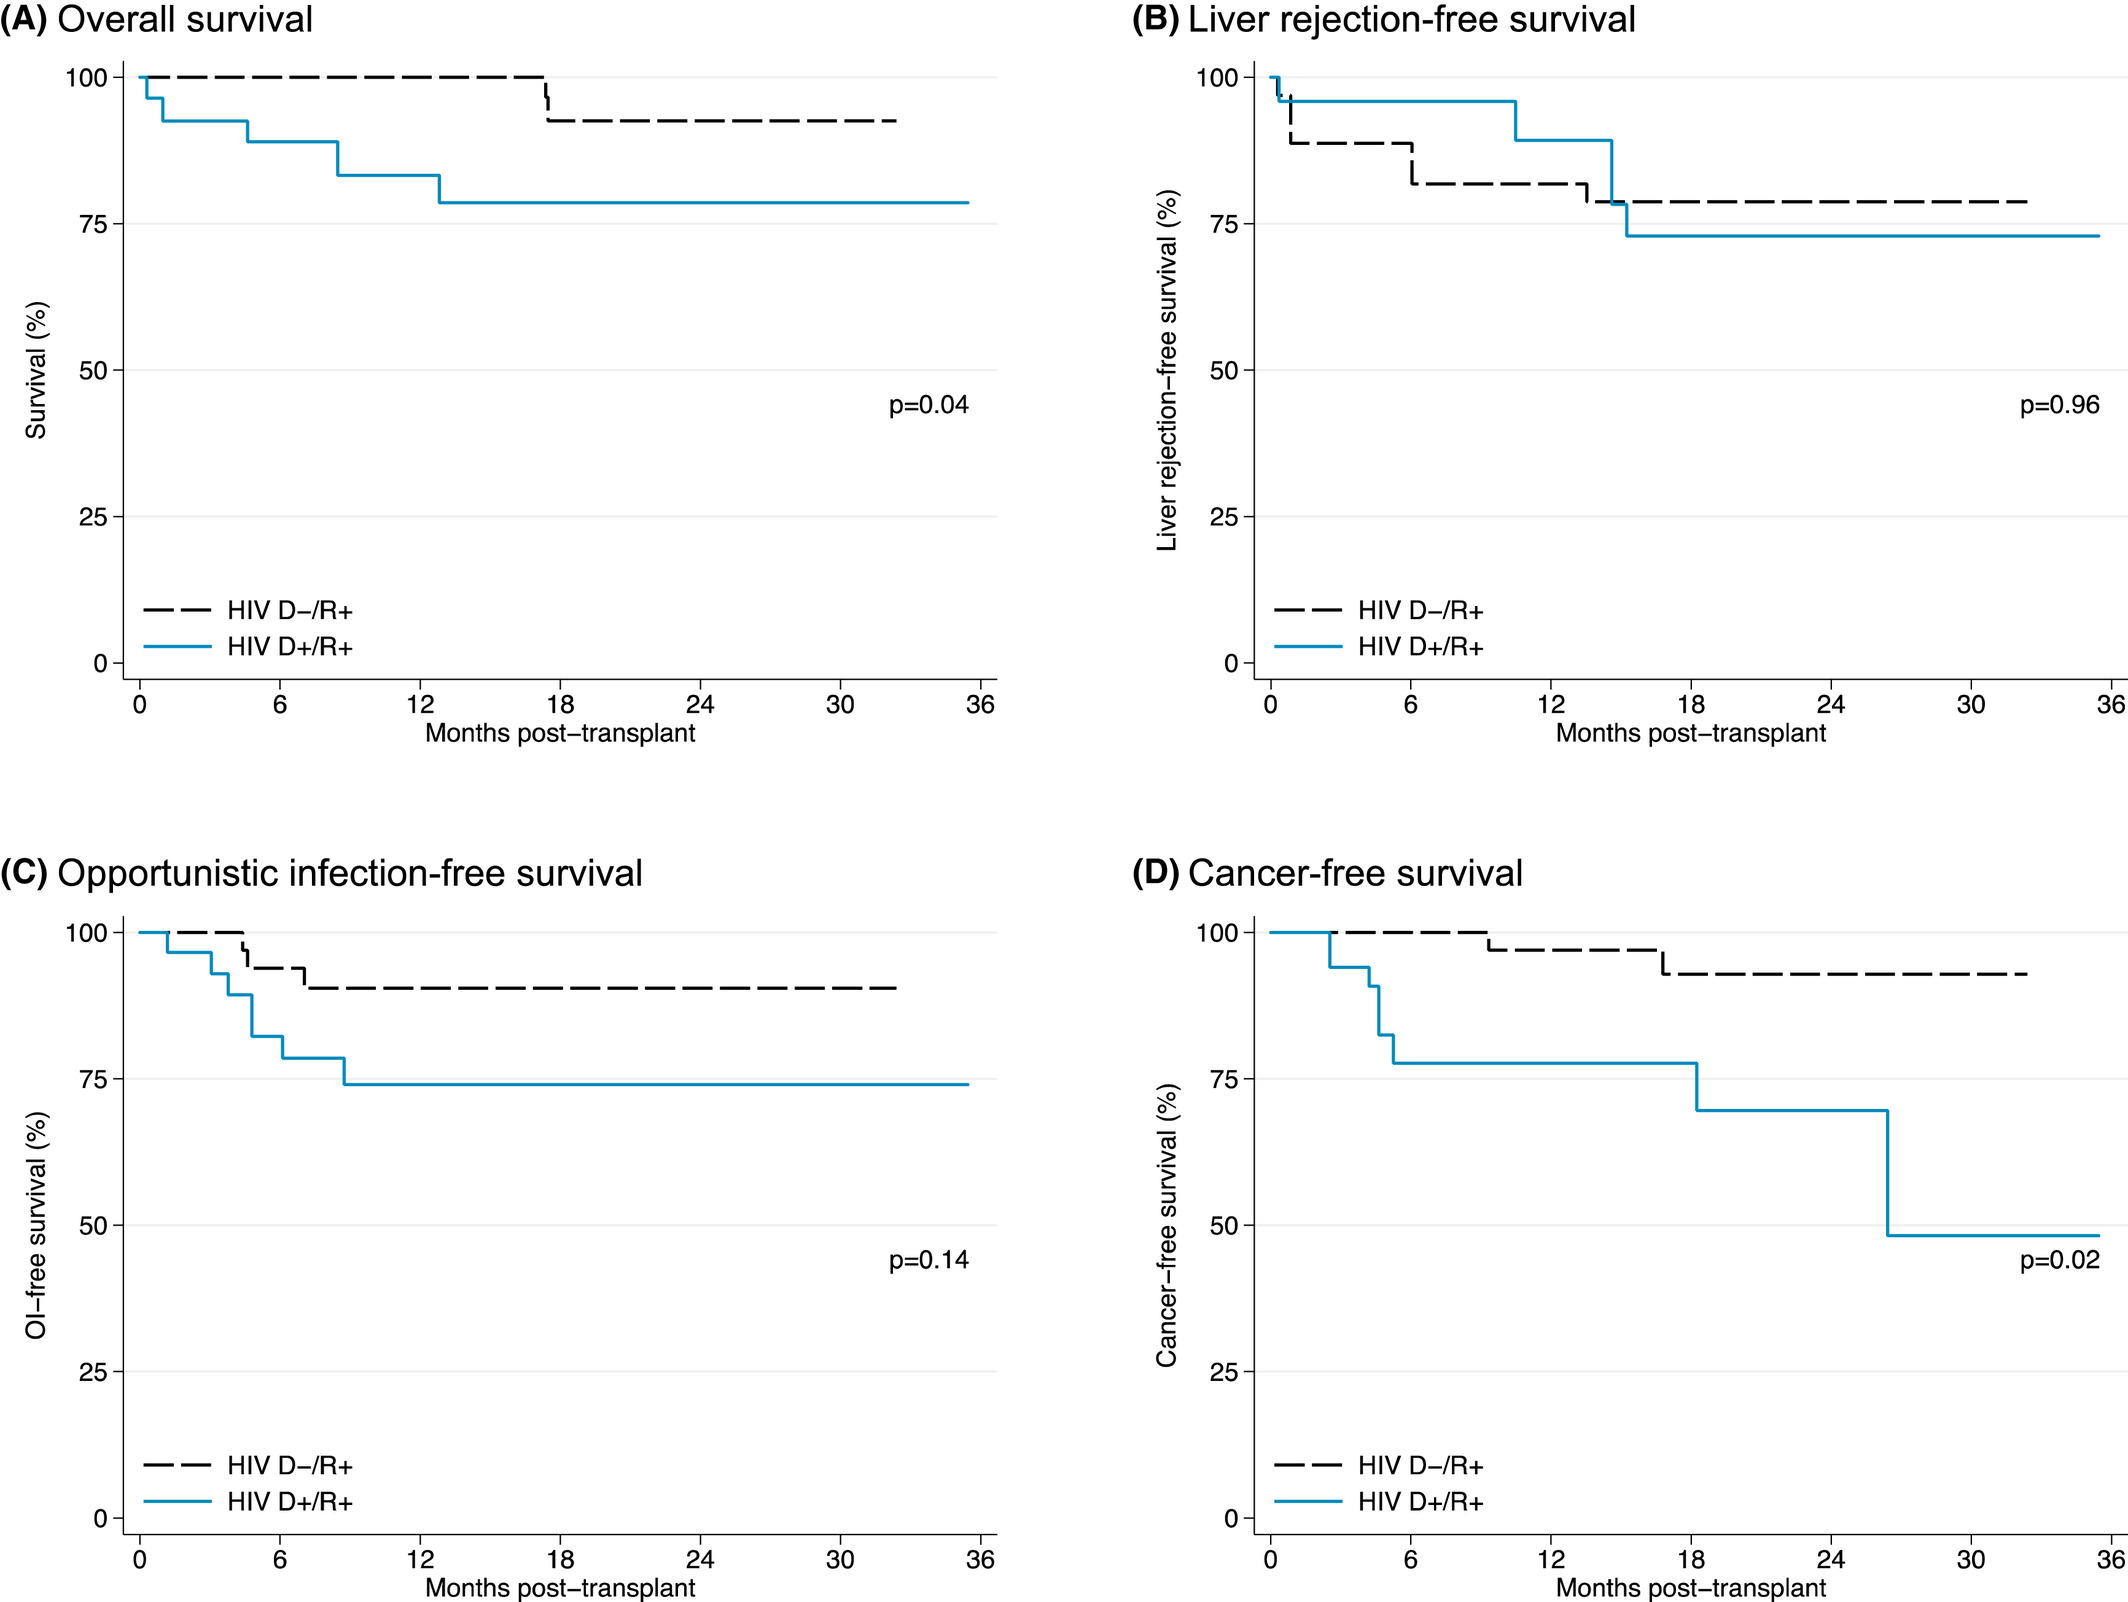 (A) Overall survival
100
75
50
25
0
Survival (%)
p=0.04
HIV D−/R+
HIV D+/R+
0 6 12 18 24 30 36
Months post−transplant
(B) Liver rejection-free survival
100
75
50
25
0
Liver rejection−free survival (%)
p=0.96
HIV D−/R+
HIV D+/R+
0 6 12 18 24 30 36
Months post−transplant
(C) Opportunistic infection-free survival
100
75
50
25
0
OI−free survival (%)
p=0.14
HIV D−/R+
HIV D+/R+
0 6 12 18 24 30 36
Months post−transplant
(D) Cancer-free survival
100
75
50
25
0
Cancer−free survival (%)
p=0.02
HIV D−/R+
HIV D+/R+
0 6 12 18 24 30 36
Months post−transplant